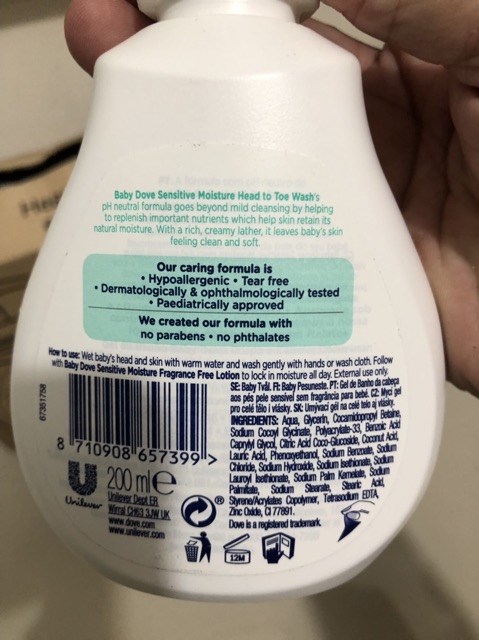 Baby Dove Sensitive Moisture Head to Toe Wash's
pH neutral formula goes beyond mild cleansing by helping
to replenish important nutrients which help skin retain its
natural moisture. With a rich, creamy lather, it leaves baby's skin
feeling clean and soft.
Our caring formula is
• Hypoallergenic • Tear free
• Dermatologically & ophthalmologically tested
• Paediatrically approved
We created our formula with
no parabens • no phthalates
How to use: Wet baby's head and skin with warm water and wash gently with hands or wash cloth. Follow
with Baby Dove Sensitive Moisture Fragrance Free Lotion to lock in moisture all day. External use only.
67351758
8 710908 657399 >
SE: Baby Tvål. FI: Baby Pesuneste. PT: Gel de Banho da cabeça
aos pés pele sensível sem fragrância para bebé. CZ: Mycí gel
pro celé tělo i vlásky. SK: Umývací gél na celé telo a vlásky.
INGREDIENTS: Aqua, Glycerin, Cocamidopropyl Betaine,
Sodium Cocoyl Glycinate, Polyacrylate-33, Benzoic Acid
Caprylyl Glycol, Citric Acid Coco-Glucoside, Coconut Acid,
Lauric Acid, Phenoxyethanol, Sodium Benzoate, Sodium
Chloride, Sodium Hydroxide, Sodium Isethionate, Sodium
Lauroyl Isethionate, Sodium Palm Kernelate, Sodium
Palmitate, Sodium Stearate, Stearic Acid,
Styrene/Acrylates Copolymer, Tetrasodium EDTA,
Zinc Oxide, CI 77891.
Dove is a registered trademark.
Unilever
200 ml e
Unilever Dept ER
Wirral CH63 3JW UK
www.dove.com
www.unilever.com
®
12M